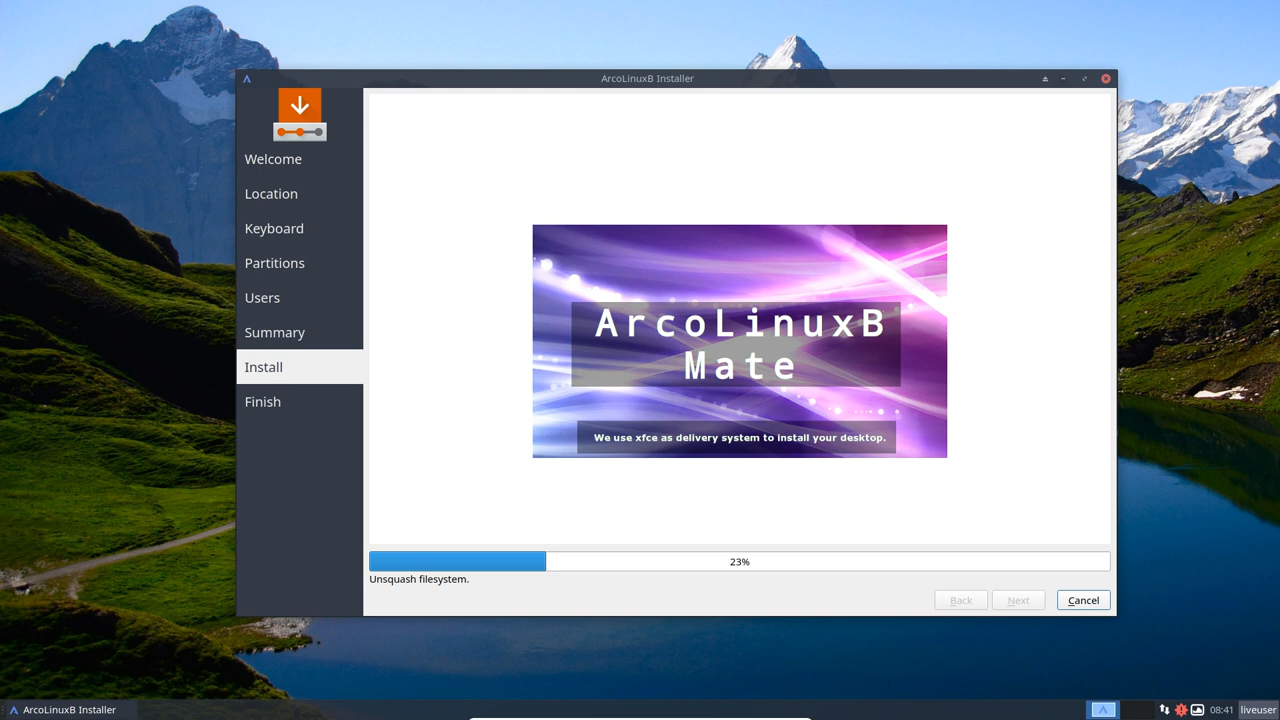 ArcoLinuxB Installer
Welcome
Location
Keyboard
Partitions
Users
Summary
Install
Finish
ArcoLinuxB
Mate
We use xfce as delivery system to install your desktop.
23%
Unsquash filesystem.
Back
Next
Cancel
ArcoLinuxB Installer
08:41
liveuser